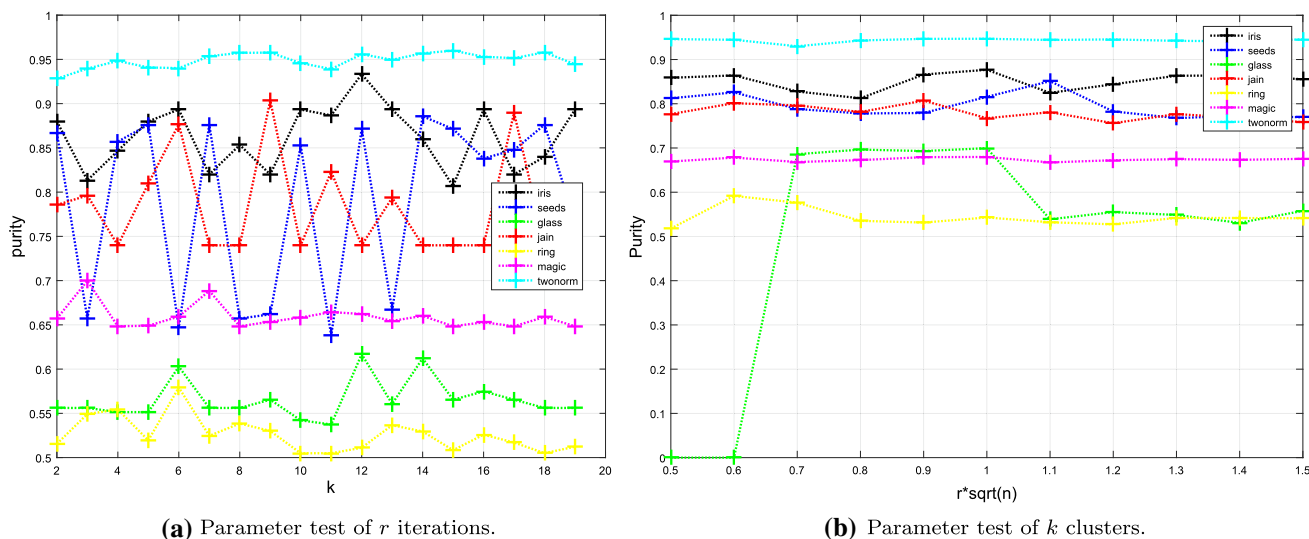 1
0.95
0.9
0.85
0.8
0.75
0.7
0.65
0.6
0.55
0.5
purity
2 4 6 8 10 12 14 16 18 20
k
iris
seeds
glass
jain
ring
magic
twonorm
(a) Parameter test of r iterations.
1
0.9
0.8
0.7
0.6
0.5
0.4
0.3
0.2
0.1
0
Purity
0.5 0.6 0.7 0.8 0.9 1 1.1 1.2 1.3 1.4 1.5
r*sqrt(n)
iris
seeds
glass
jain
ring
magic
twonorm
(b) Parameter test of k clusters.